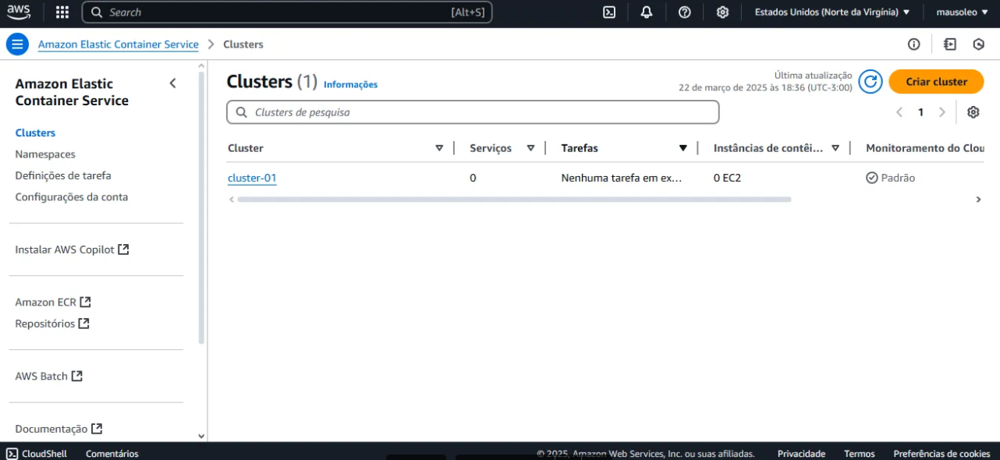 aws Search [Alt+S] Estados Unidos (Norte da Virgínia) mausoleo
Amazon Elastic Container Service > Clusters
Amazon Elastic
Container Service
Clusters
Namespaces
Definições de tarefa
Configurações da conta
Instalar AWS Copilot
Amazon ECR
Repositórios
AWS Batch
Documentação
Clusters (1) Informações
Última atualização
22 de março de 2025 às 18:36 (UTC-3:00)
Criar cluster
Clusters de pesquisa
1
Cluster Serviços Tarefas Instâncias de contêi... Monitoramento do Clou
cluster-01 0 Nenhuma tarefa em ex... 0 EC2 Padrão
CloudShell Comentários © 2025, Amazon Web Services, Inc. ou suas afiliadas. Privacidade Termos Preferências de cookies